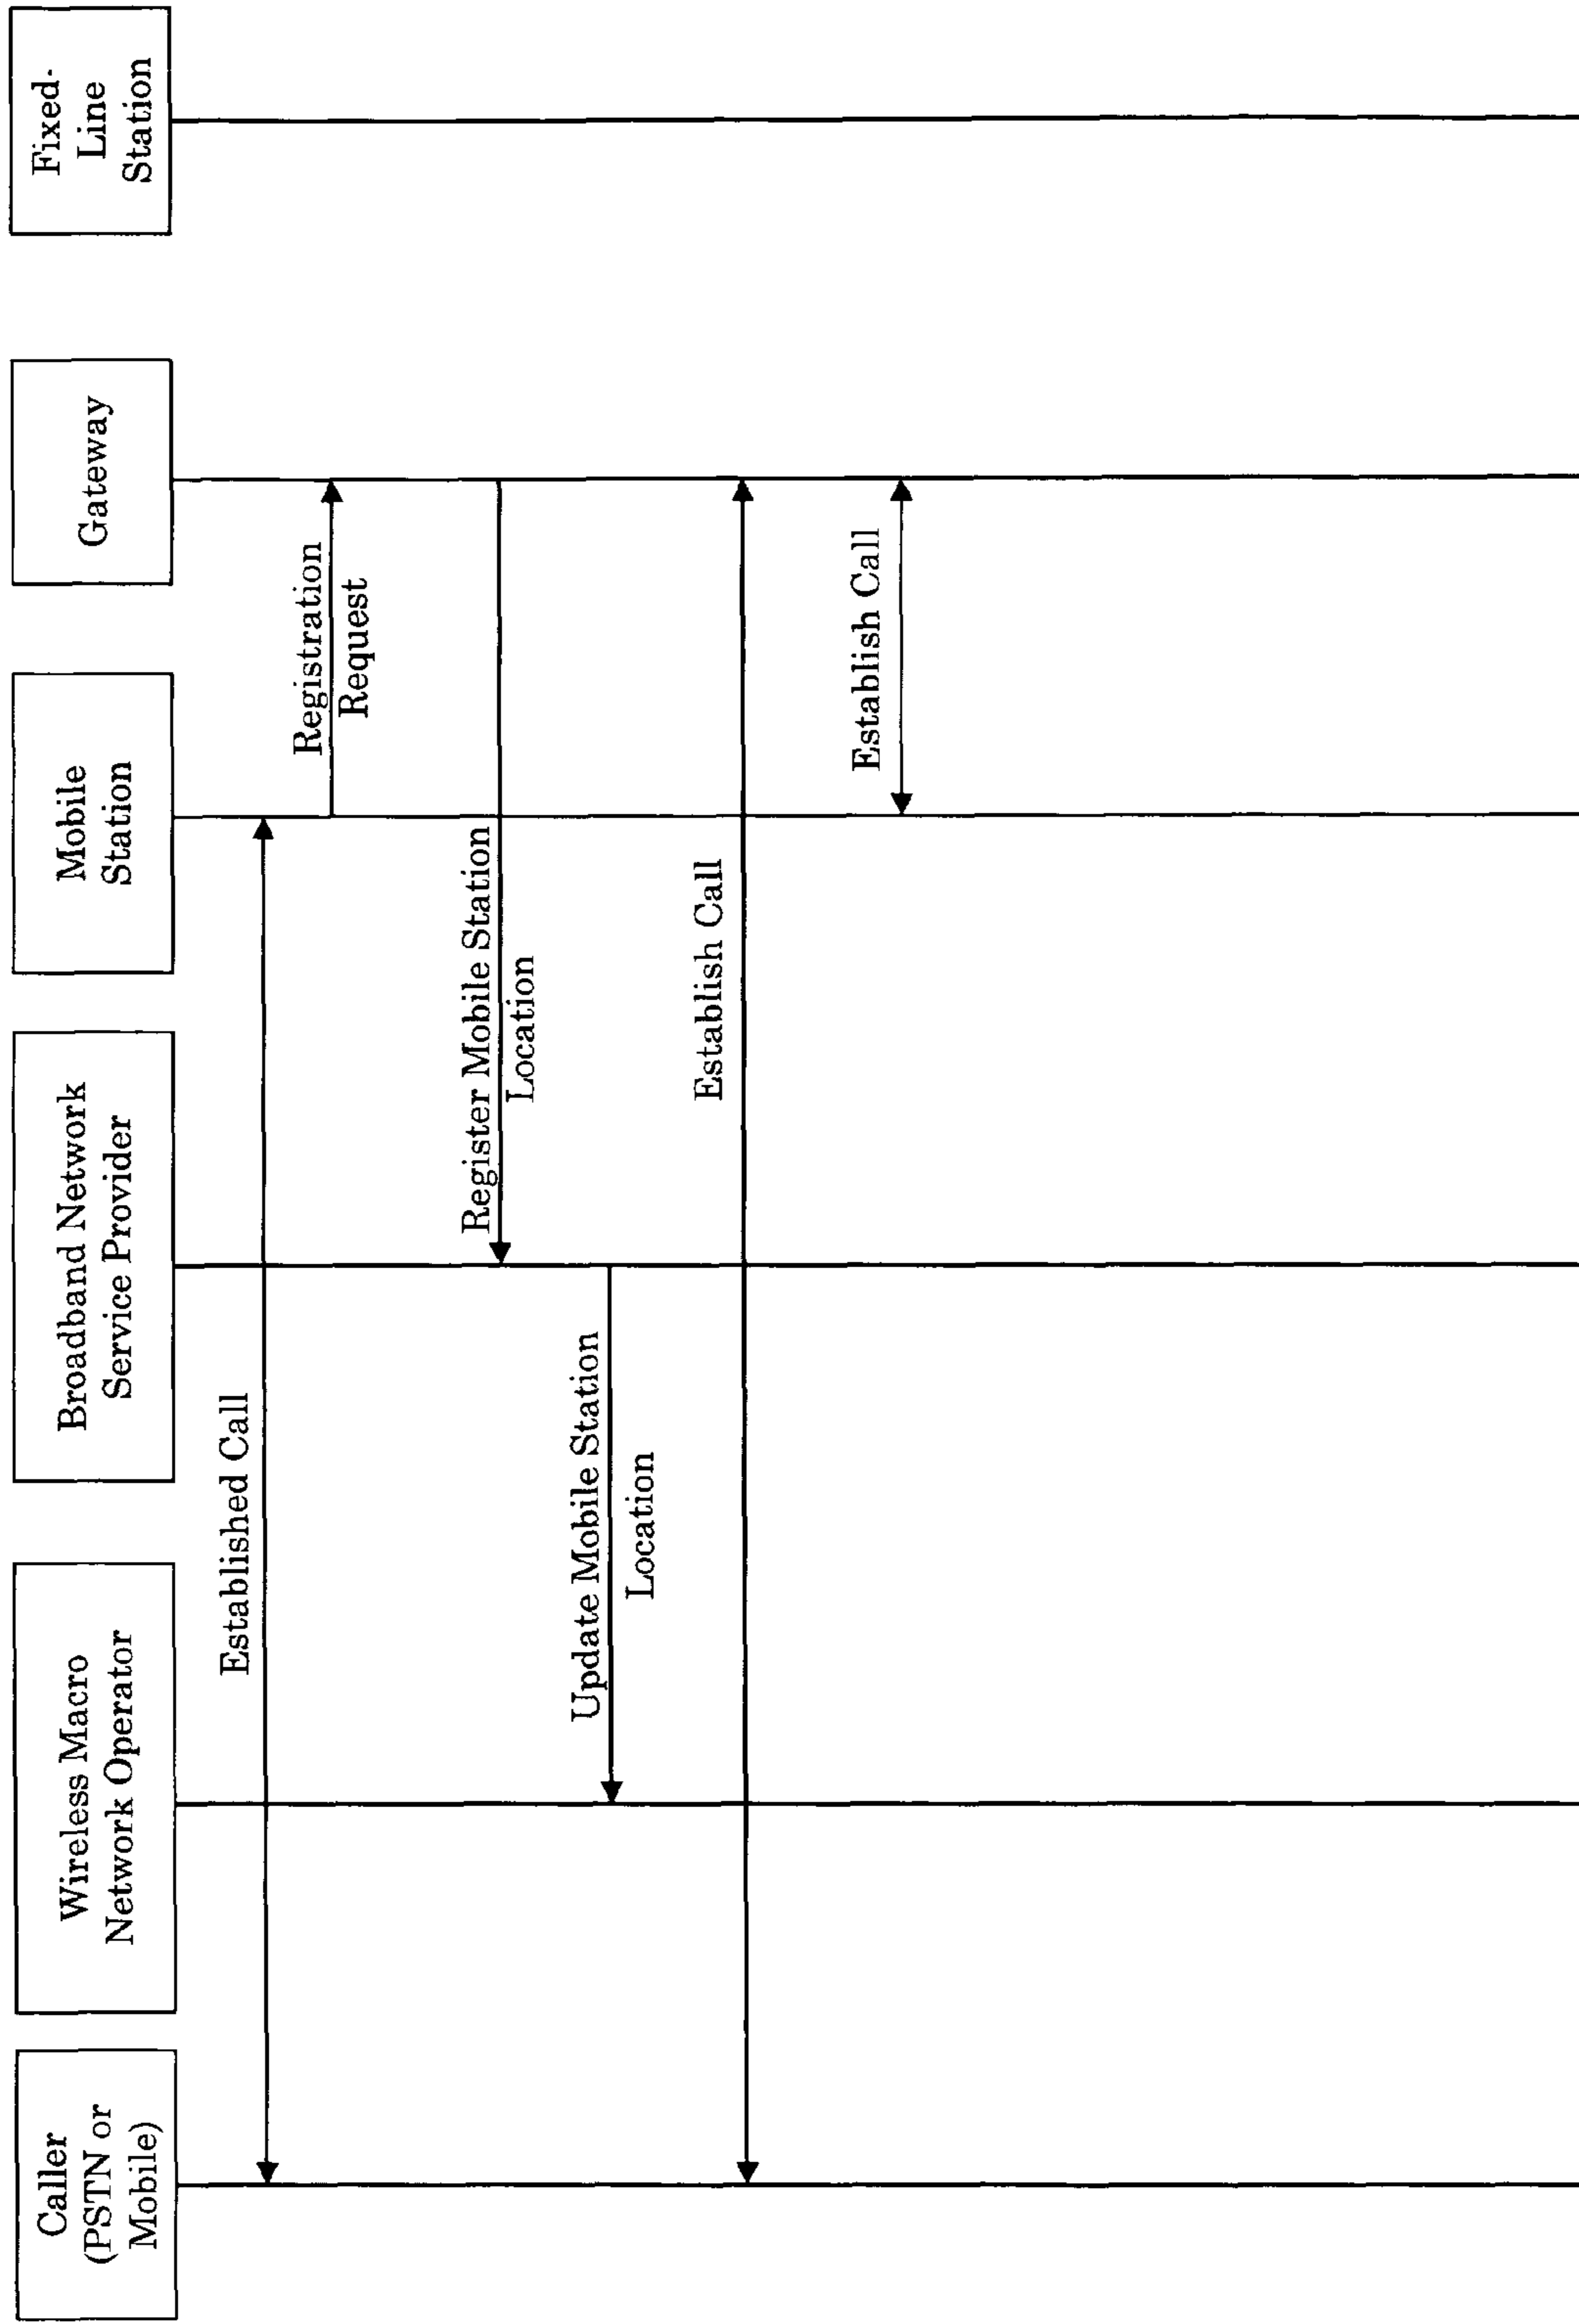 Caller
(PSTN or
Mobile)
Wireless Macro
Network Operator
Broadband Network
Service Provider
Mobile
Station
Gateway
Fixed-
Line
Station
Established Call
Registration
Request
Register Mobile Station
Location
Update Mobile Station
Location
Establish Call
Establish Call